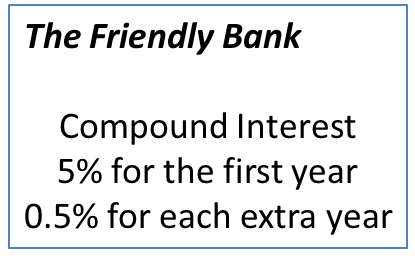 The Friendly Bank
Compound Interest
5% for the first year
0.5% for each extra year